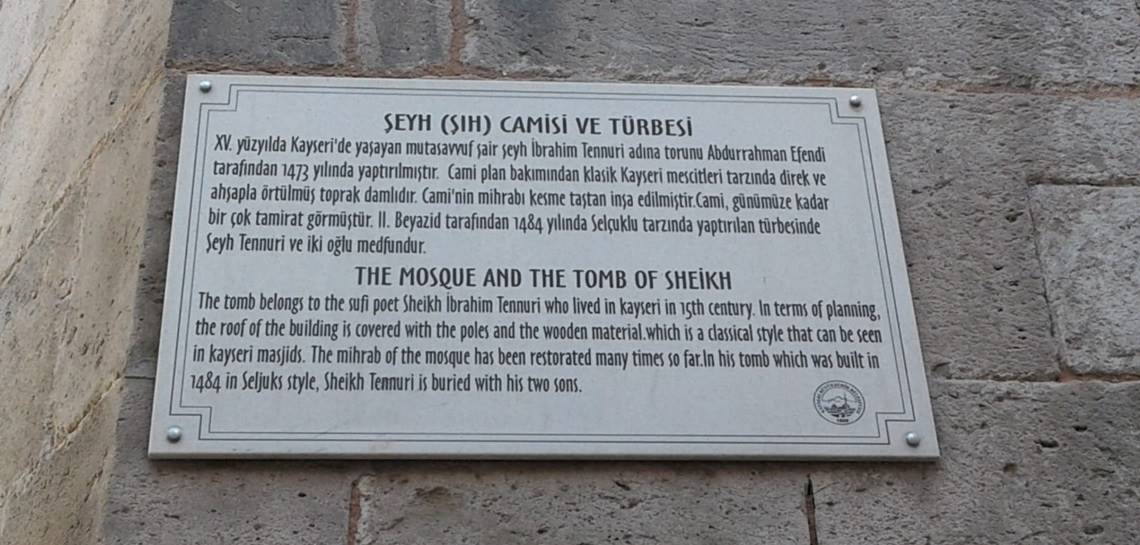 ŞEYH (ŞIH) CAMİSİ VE TÜRBESİ
XV. yüzyılda Kayseri'de yaşayan mutasavvuf şair şeyh İbrahim Tennuri adına torunu Abdurrahman Efendi
tarafından 1473 yılında yaptırılmıştır. Cami plan bakımından klasik Kayseri mescitleri tarzında direk ve
ahşapla örtülmüş toprak damlıdır. Cami'nin mihrabı kesme taştan inşa edilmiştir.Cami, günümüze kadar
bir çok tamirat görmüştür. II. Beyazid tarafından 1484 yılında Selçuklu tarzında yaptırılan türbesinde
Şeyh Tennuri ve iki oğlu medfundur.
THE MOSQUE AND THE TOMB OF SHEİKH
The tomb belongs to the sufi poet Sheikh İbrahim Tennuri who lived in kayseri in 15th century. In terms of planning,
the roof of the building is covered with the poles and the wooden material.which is a classical style that can be seen
in kayseri masjids. The mihrab of the mosque has been restorated many times so far.In his tomb which was built in
1484 in Seljuks style, Sheikh Tennuri is buried with his two sons.